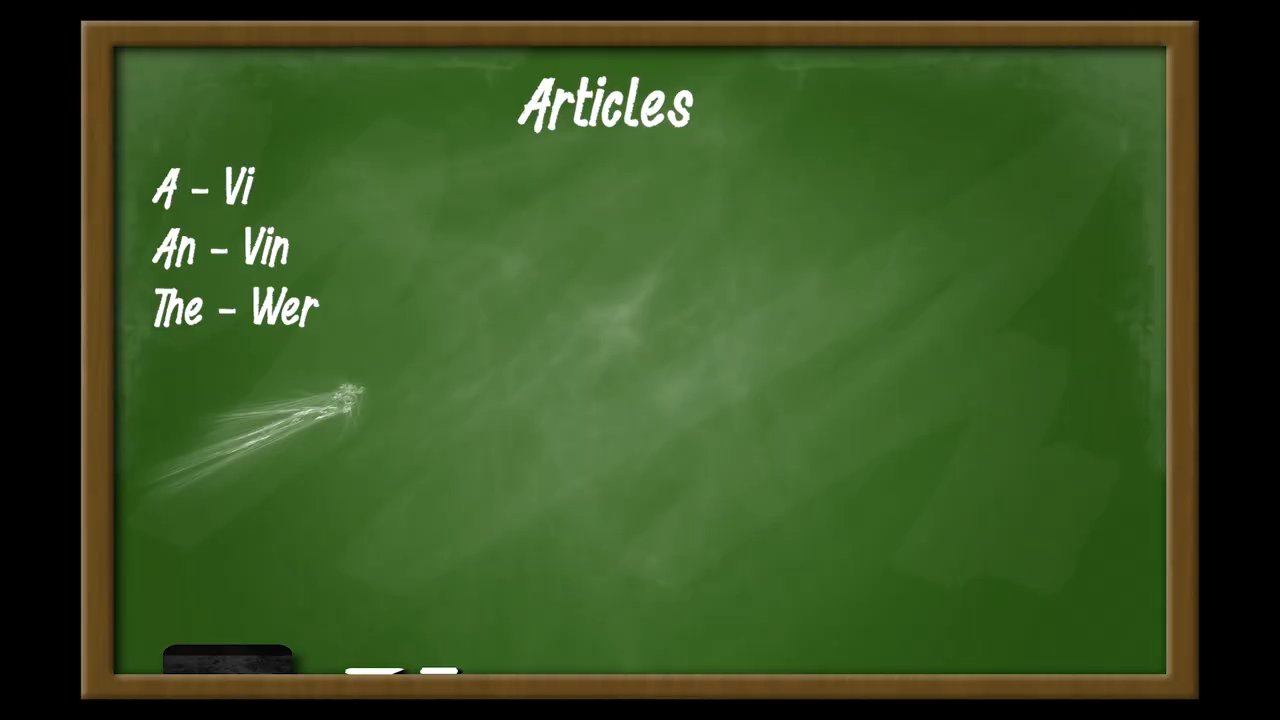 Articles
A - Vi
An - Vin
The - Wer